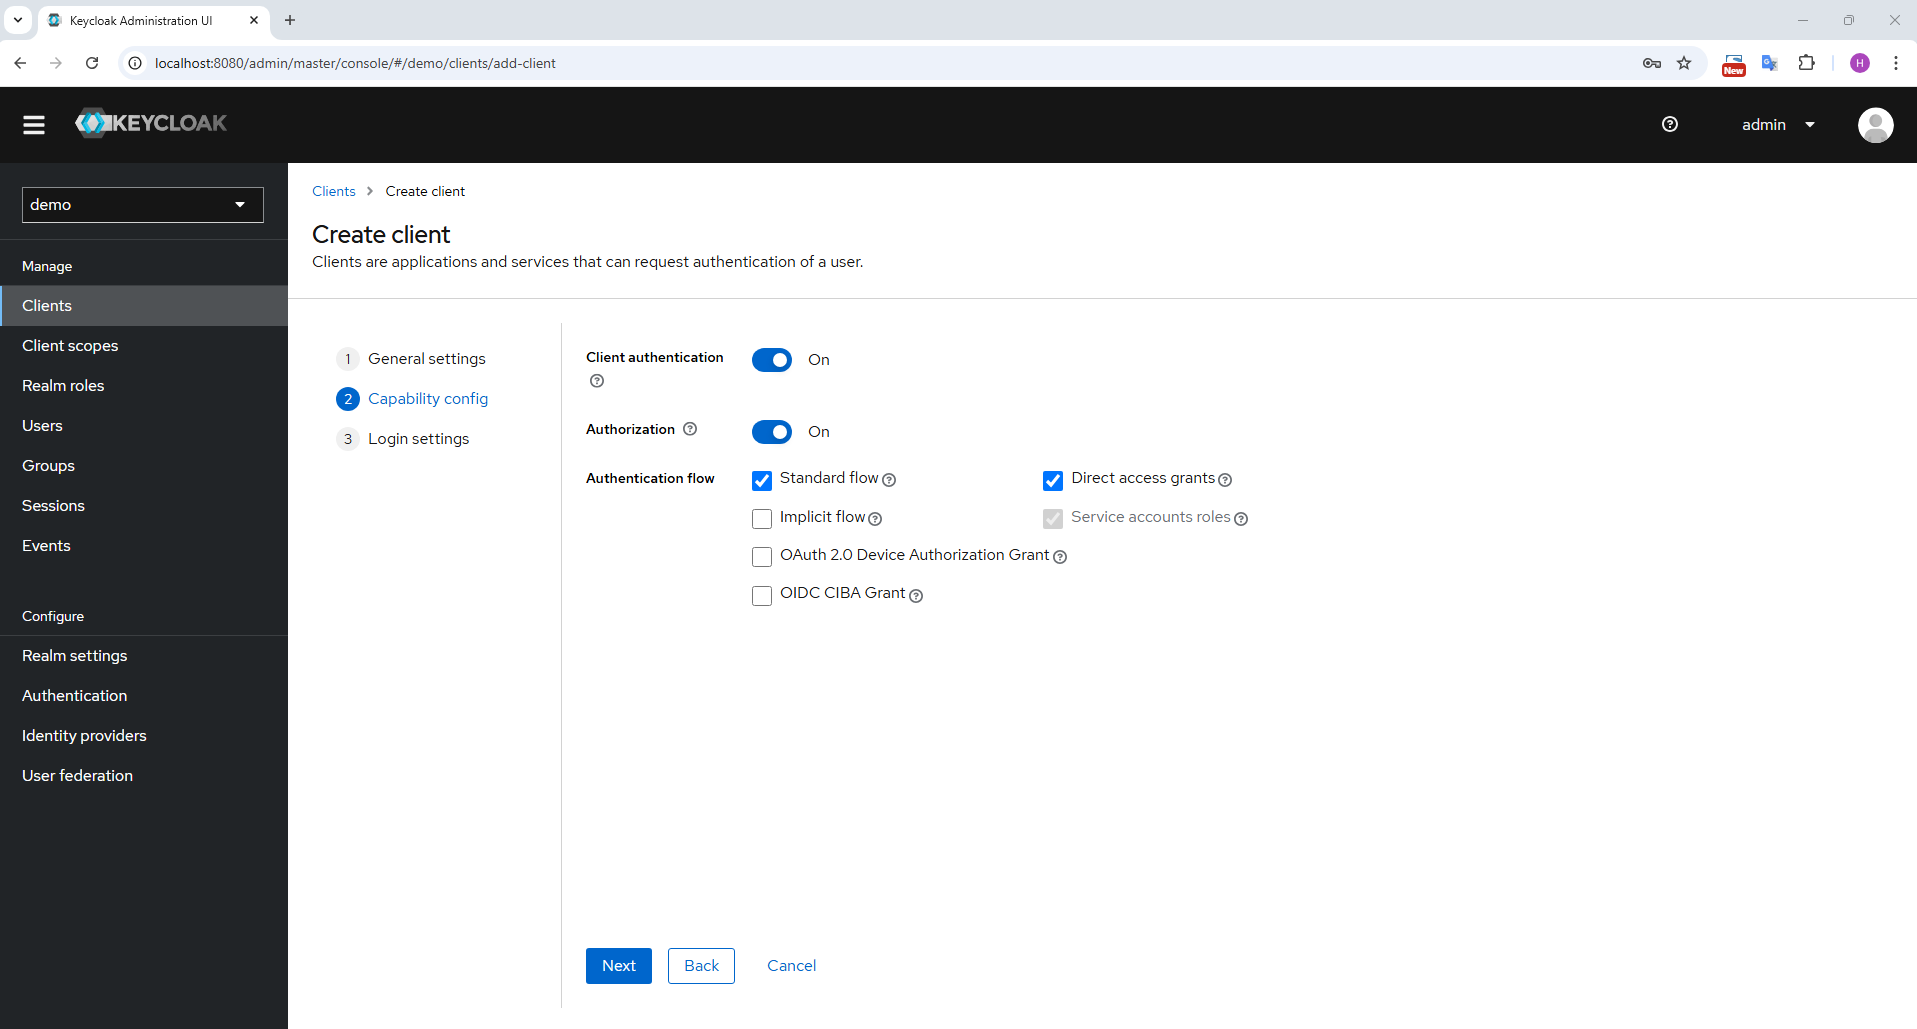 Keycloak Administration UI
localhost:8080/admin/master/console/#/demo/clients/add-client
New
H
KEYCLOAK
admin
demo
Manage
Clients
Client scopes
Realm roles
Users
Groups
Sessions
Events
Configure
Realm settings
Authentication
Identity providers
User federation
Clients > Create client
Create client
Clients are applications and services that can request authentication of a user.
1 General settings
2 Capability config
3 Login settings
Client authentication On
Authorization On
Authentication flow
Standard flow
Direct access grants
Implicit flow
Service accounts roles
OAuth 2.0 Device Authorization Grant
OIDC CIBA Grant
Next
Back
Cancel